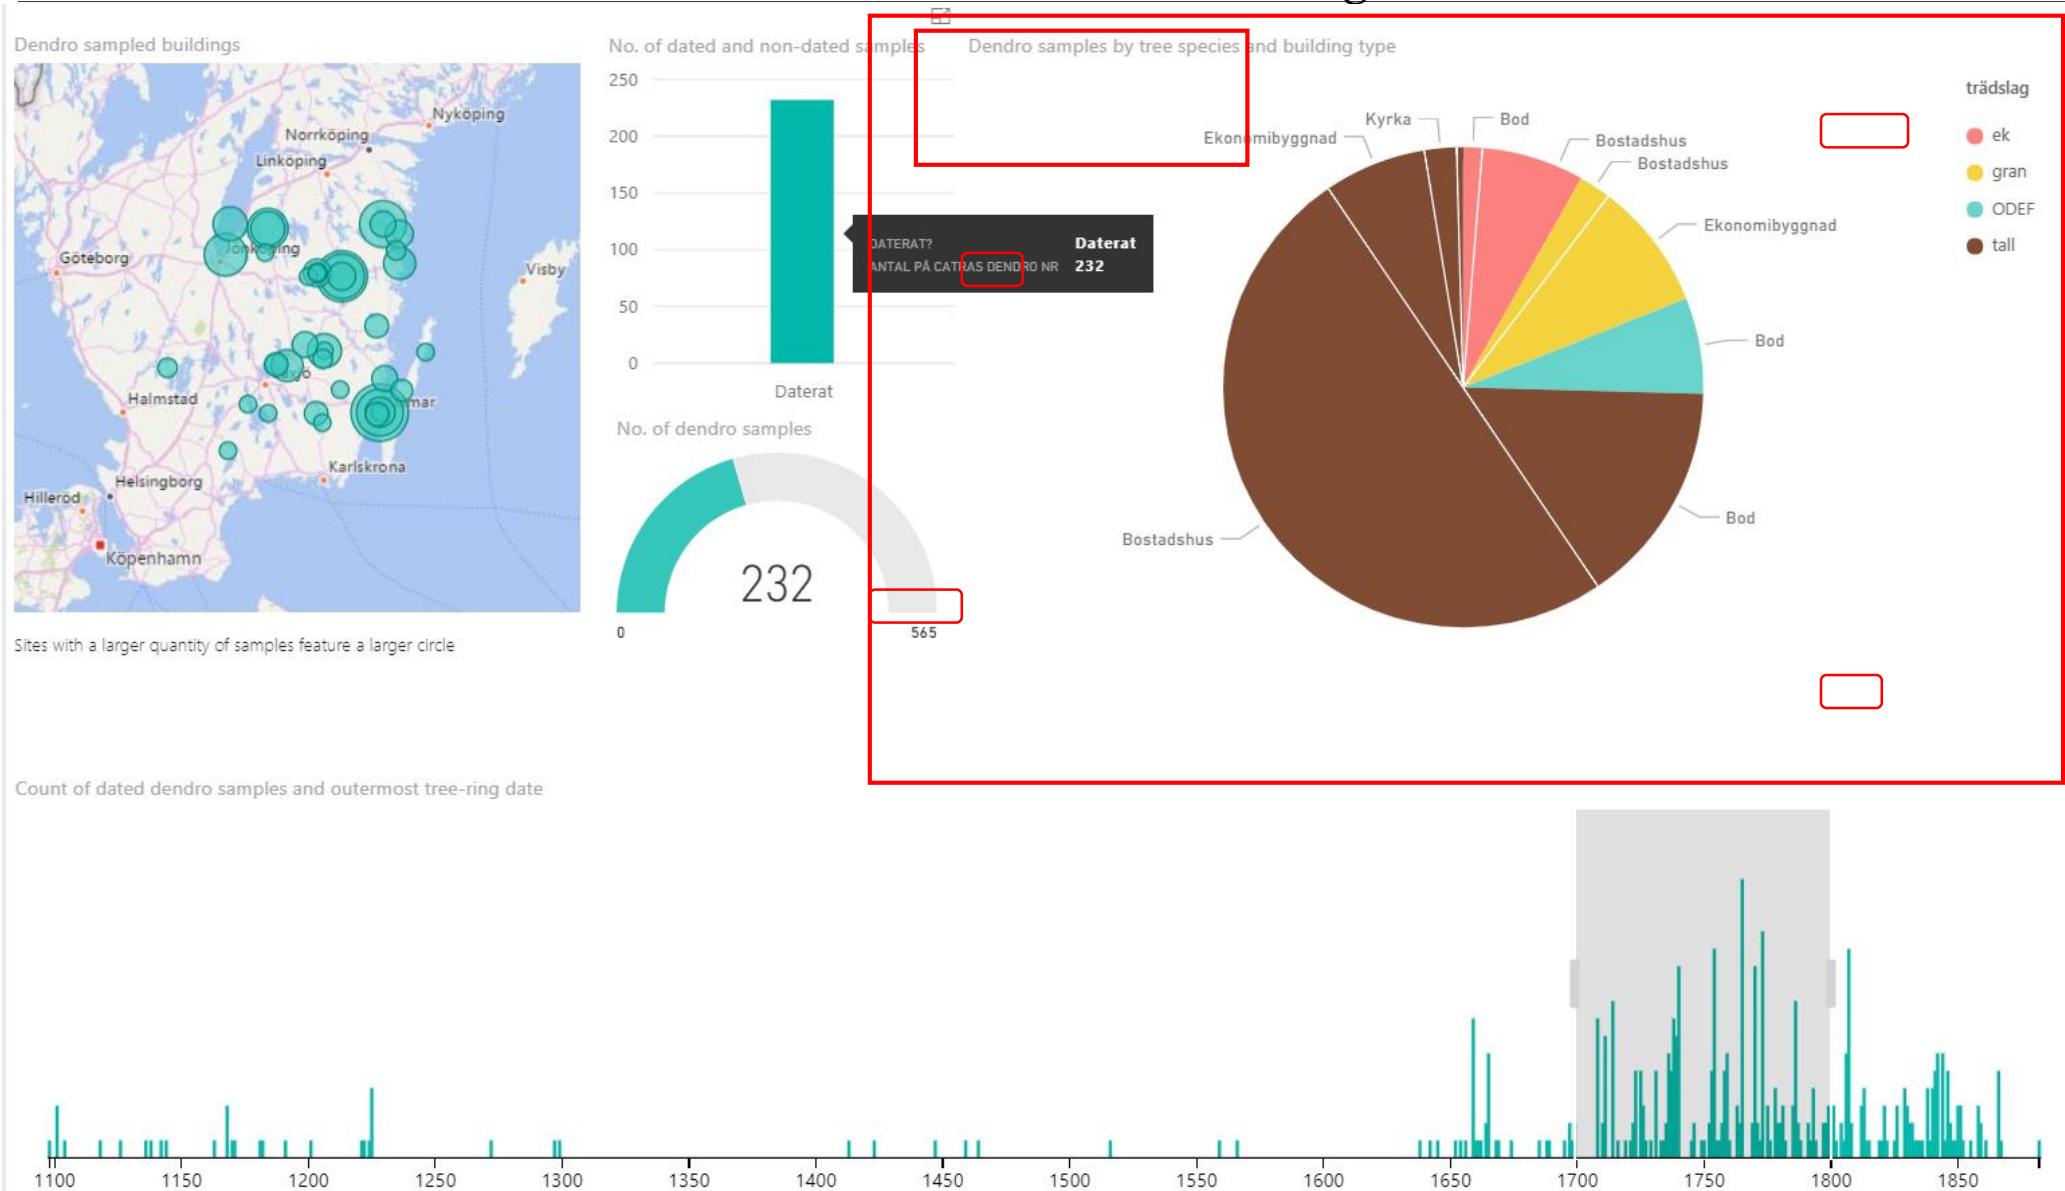 Dendro sampled buildings
No. of dated and non-dated samples
Dendro samples by tree species and building type
Nyköping
Norrköping
Linköping
Göteborg
Visby
Halmstad
Karlskrona
Helsingborg
Hillerød
Köpenhamn
Sites with a larger quantity of samples feature a larger circle
250
200
150
100
50
0
Daterat
DATERAT? Daterat
ANTAL PÅ CATRAS DENDRO NR 232
No. of dendro samples
232
0 565
Kyrka
Bod
Ekonomibyggnad
Bostadshus
Bostadshus
Ekonomibyggnad
Bod
Bod
Bostadshus
trädslag
ek
gran
ODEF
tall
Count of dated dendro samples and outermost tree-ring date
1100 1150 1200 1250 1300 1350 1400 1450 1500 1550 1600 1650 1700 1750 1800 1850